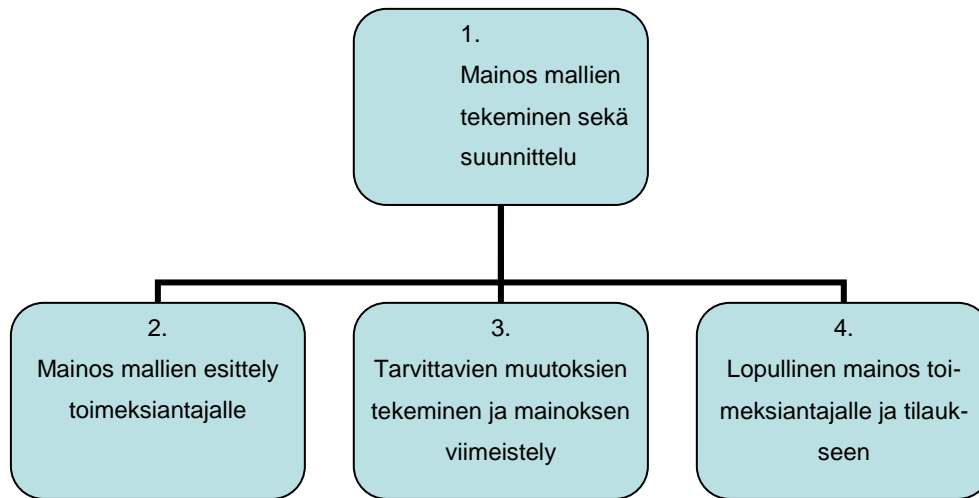 1.
Mainos mallien
tekeminen sekä
suunnittelu
2.
Mainos mallien esittely
toimeksiantajalle
3.
Tarvittavien muutoksien
tekeminen ja mainoksen
viimeistely
4.
Lopullinen mainos toi-
meksiantajalle ja tilauk-
seen